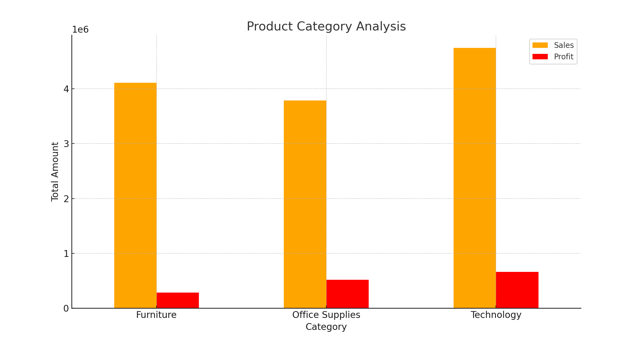 Product Category Analysis
1e6
Sales
Profit
4
3
2
1
0
Total Amount
Furniture
Office Supplies
Technology
Category